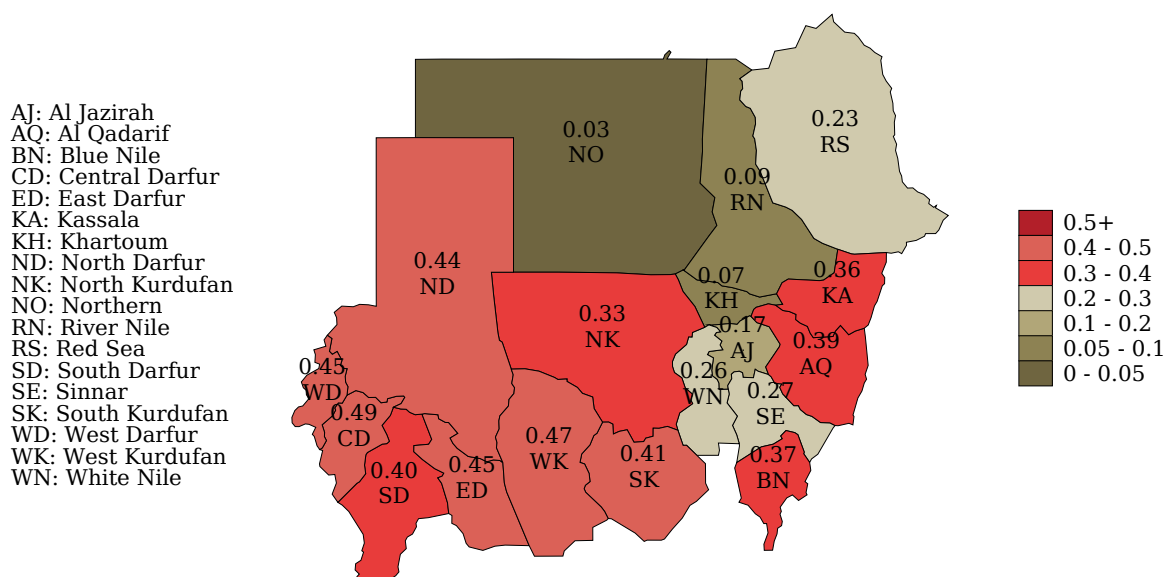 AJ: Al Jazirah
AQ: Al Qadarif
BN: Blue Nile
CD: Central Darfur
ED: East Darfur
KA: Kassala
KH: Khartoum
ND: North Darfur
NK: North Kurdufan
NO: Northern
RN: River Nile
RS: Red Sea
SD: South Darfur
SE: Sinnar
SK: South Kurdufan
WD: West Darfur
WK: West Kurdufan
WN: White Nile
0.03
NO
0.23
RS
0.09
RN
0.44
ND
0.07
KH
0.36
KA
0.33
NK
0.17
AJ
0.39
AQ
0.45
WD
0.26
WN
0.27
SE
0.49
CD
0.47
WK
0.41
SK
0.37
BN
0.40
SD
0.45
ED
0.5+
0.4 - 0.5
0.3 - 0.4
0.2 - 0.3
0.1 - 0.2
0.05 - 0.1
0 - 0.05